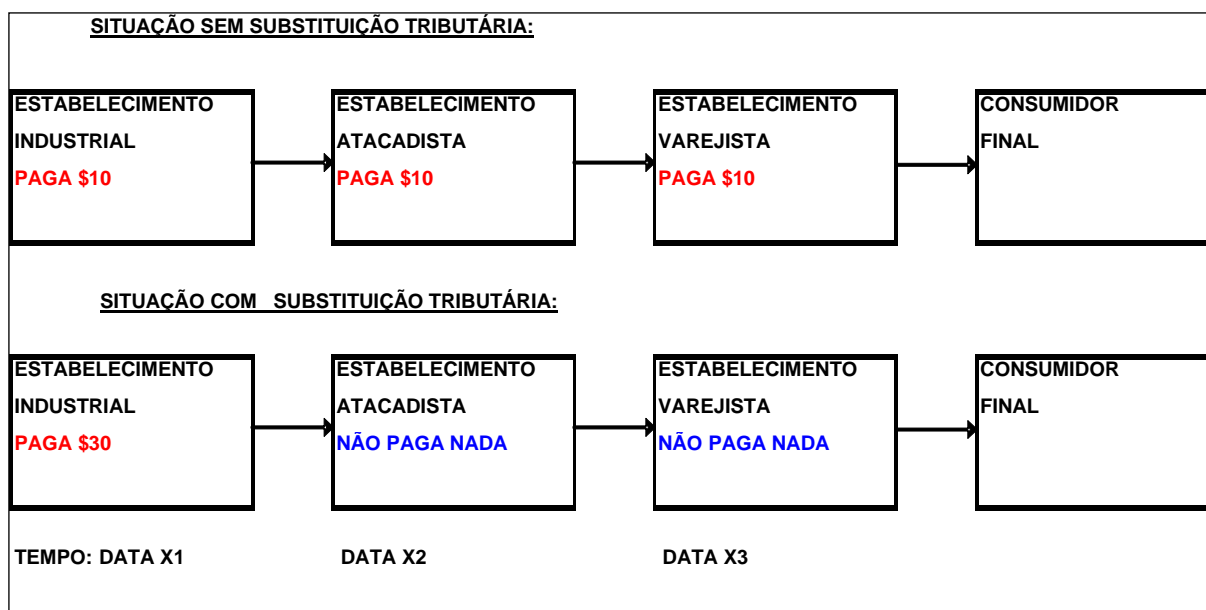 SITUAÇÃO SEM SUBSTITUIÇÃO TRIBUTÁRIA:
ESTABELECIMENTO
INDUSTRIAL
PAGA $10
ESTABELECIMENTO
ATACADISTA
PAGA $10
ESTABELECIMENTO
VAREJISTA
PAGA $10
CONSUMIDOR
FINAL
SITUAÇÃO COM SUBSTITUIÇÃO TRIBUTÁRIA:
ESTABELECIMENTO
INDUSTRIAL
PAGA $30
ESTABELECIMENTO
ATACADISTA
NÃO PAGA NADA
ESTABELECIMENTO
VAREJISTA
NÃO PAGA NADA
CONSUMIDOR
FINAL
TEMPO: DATA X1
DATA X2
DATA X3